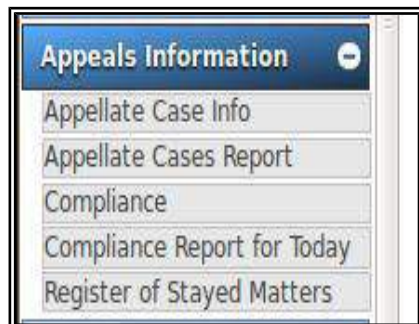 Appeals Information
Appellate Case Info
Appellate Cases Report
Compliance
Compliance Report for Today
Register of Stayed Matters